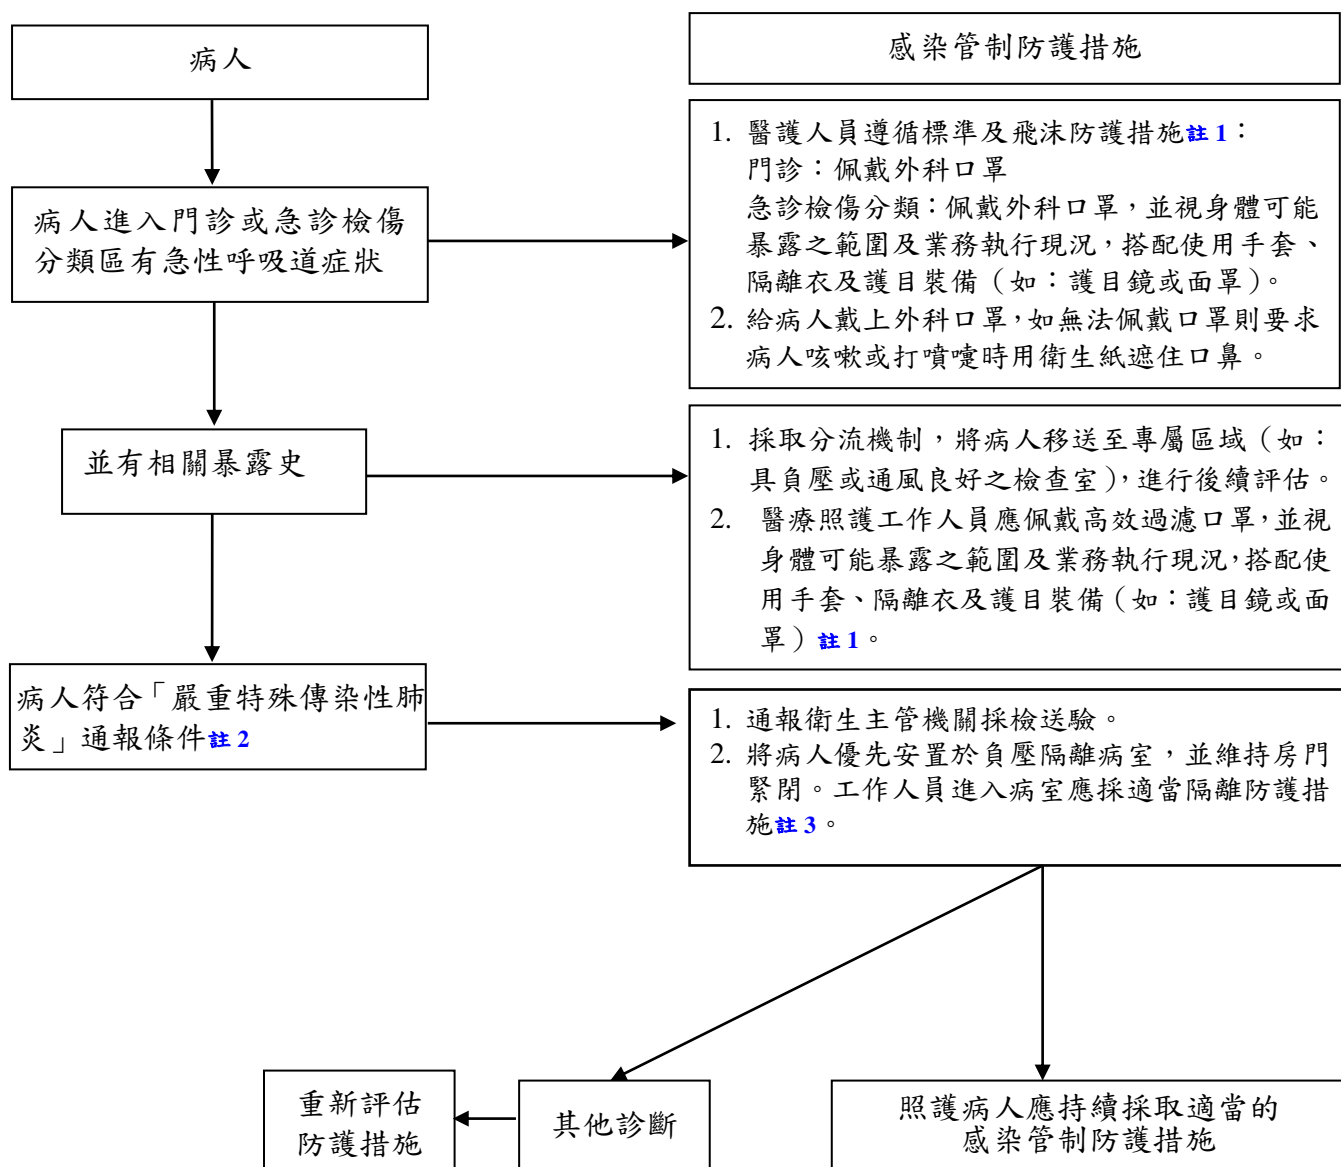 病人
感染管制防護措施
病人進入門診或急診檢傷
分類區有急性呼吸道症狀
1. 醫護人員遵循標準及飛沫防護措施註 1：
門診：佩戴外科口罩
急診檢傷分類：佩戴外科口罩，並視身體可能
暴露之範圍及業務執行現況，搭配使用手套、
隔離衣及護目裝備（如：護目鏡或面罩）。
2. 給病人戴上外科口罩，如無法佩戴口罩則要求
病人咳嗽或打噴嚏時用衛生紙遮住口鼻。
並有相關暴露史
1. 採取分流機制，將病人移送至專屬區域（如：
具負壓或通風良好之檢查室），進行後續評估。
2. 醫療照護工作人員應佩戴高效過濾口罩，並視
身體可能暴露之範圍及業務執行現況，搭配使
用手套、隔離衣及護目裝備（如：護目鏡或面
罩）註 1。
病人符合「嚴重特殊傳染性肺
炎」通報條件註 2
1. 通報衛生主管機關採檢送驗。
2. 將病人優先安置於負壓隔離病室，並維持房門
緊閉。工作人員進入病室應採適當隔離防護措
施註 3。
重新評估
防護措施
其他診斷
照護病人應持續採取適當的
感染管制防護措施